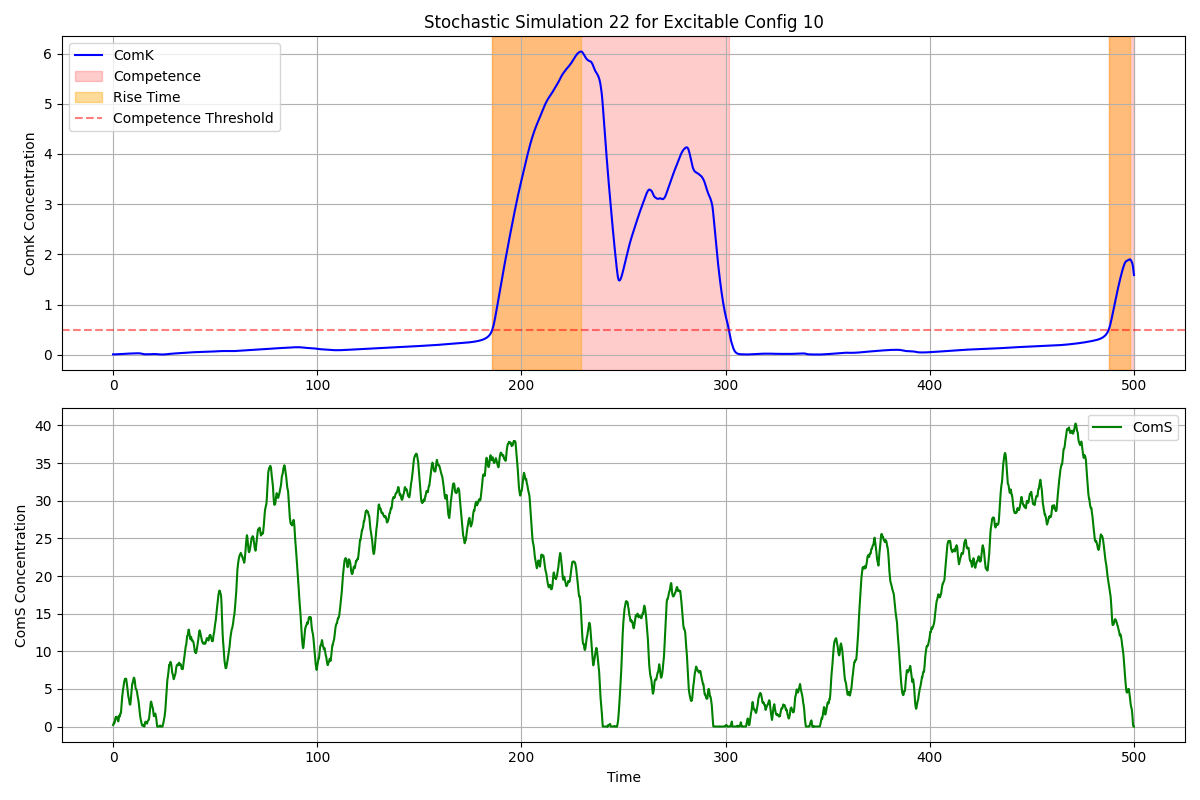 Stochastic Simulation 22 for Excitable Config 10
ComK Concentration
6
5
4
3
2
1
0
ComK
Competence
Rise Time
Competence Threshold
0 100 200 300 400 500
ComS Concentration
40
35
30
25
20
15
10
5
0
ComS
0 100 200 300 400 500
Time